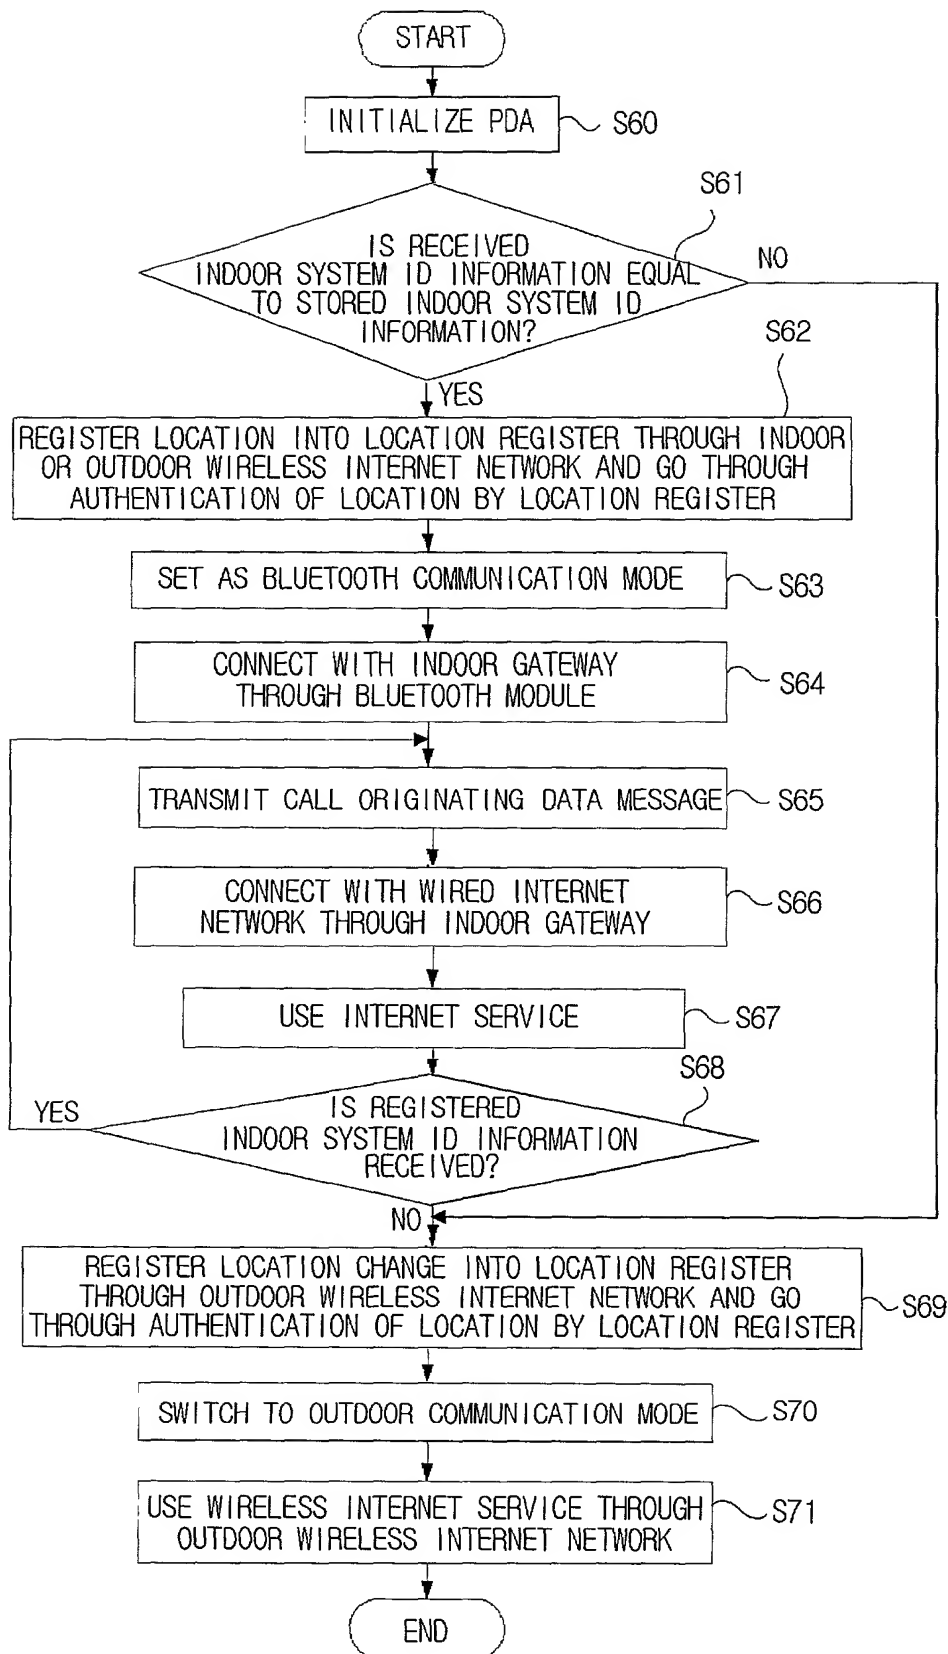 START
INITIALIZE PDA
S60
S61
IS RECEIVED
INDOOR SYSTEM ID INFORMATION EQUAL
TO STORED INDOOR SYSTEM ID
INFORMATION?
NO
S62
YES
REGISTER LOCATION INTO LOCATION REGISTER THROUGH INDOOR
OR OUTDOOR WIRELESS INTERNET NETWORK AND GO THROUGH
AUTHENTICATION OF LOCATION BY LOCATION REGISTER
SET AS BLUETOOTH COMMUNICATION MODE
S63
CONNECT WITH INDOOR GATEWAY
THROUGH BLUETOOTH MODULE
S64
TRANSMIT CALL ORIGINATING DATA MESSAGE
S65
CONNECT WITH WIRED INTERNET
NETWORK THROUGH INDOOR GATEWAY
S66
USE INTERNET SERVICE
S67
S68
YES
IS REGISTERED
INDOOR SYSTEM ID INFORMATION
RECEIVED?
NO
REGISTER LOCATION CHANGE INTO LOCATION REGISTER
THROUGH OUTDOOR WIRELESS INTERNET NETWORK AND GO
THROUGH AUTHENTICATION OF LOCATION BY LOCATION REGISTER
S69
SWITCH TO OUTDOOR COMMUNICATION MODE
S70
USE WIRELESS INTERNET SERVICE THROUGH
OUTDOOR WIRELESS INTERNET NETWORK
S71
END